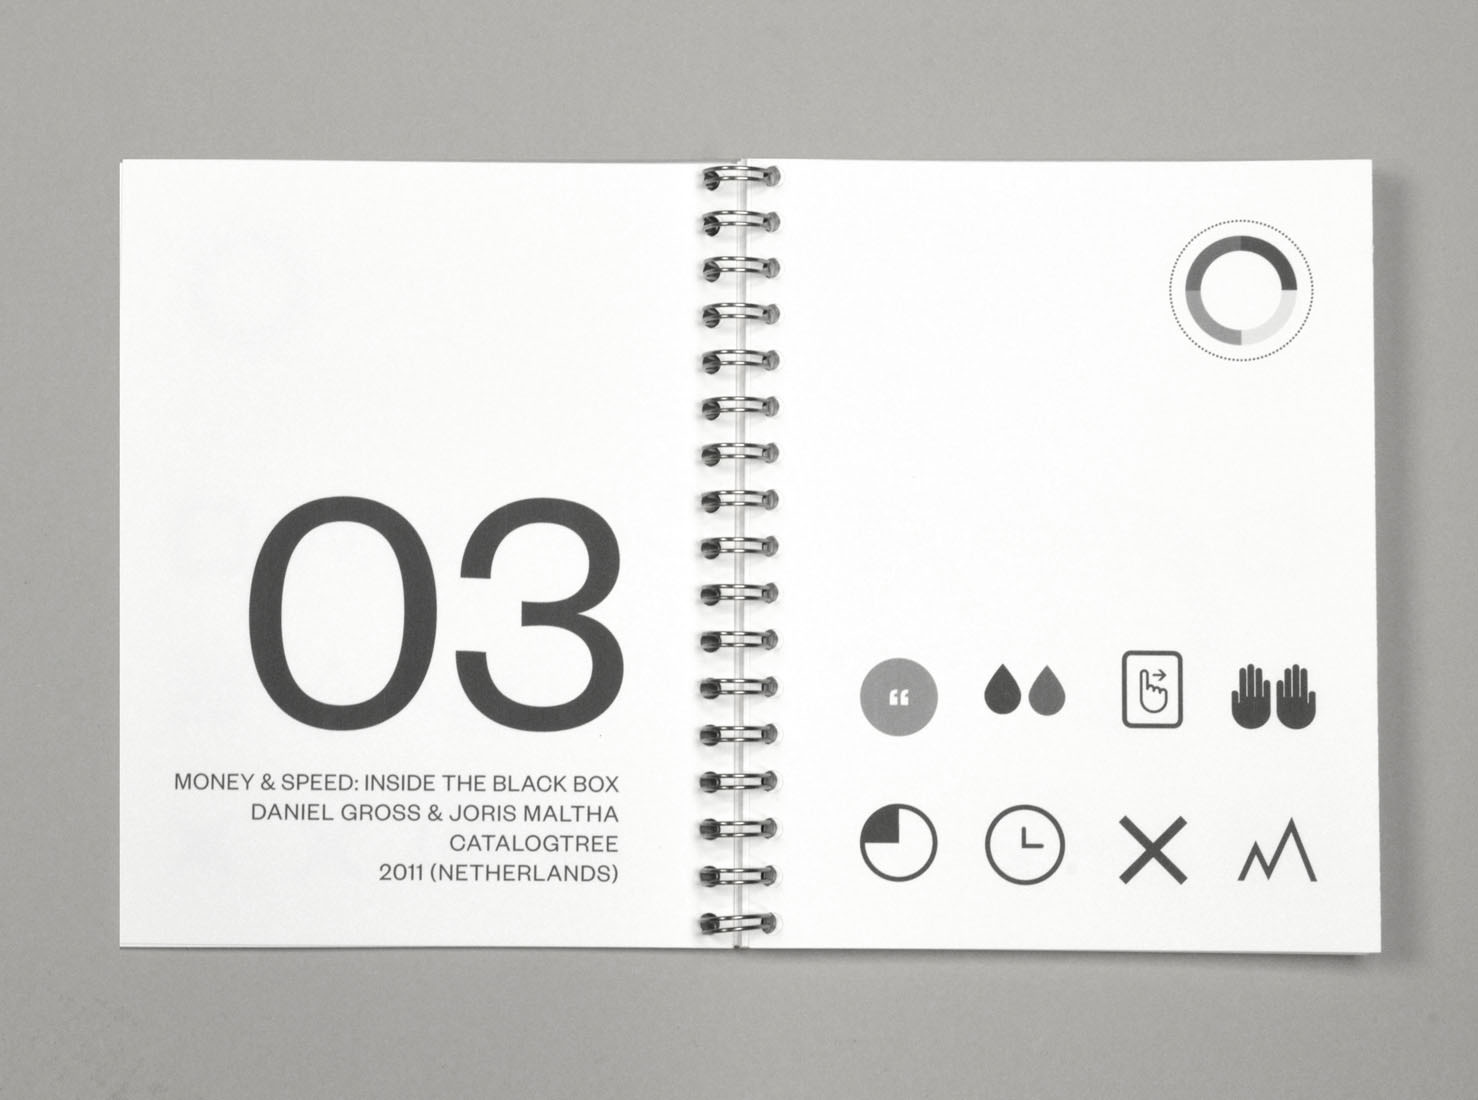 03
MONEY & SPEED: INSIDE THE BLACK BOX
DANIEL GROSS & JORIS MALTHA
CATALOGTREE
2011 (NETHERLANDS)
“